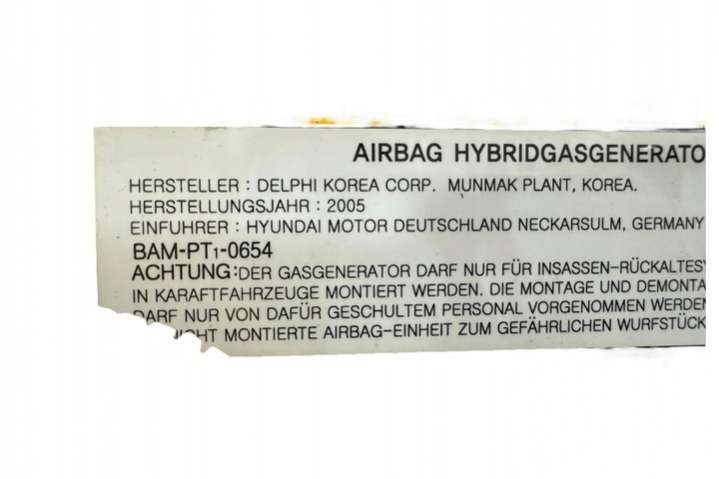 AIRBAG HYBRIDGASGENERATO
HERSTELLER : DELPHI KOREA CORP. MUNMAK PLANT, KOREA.
HERSTELLUNGSJAHR : 2005
EINFUHRER : HYUNDAI MOTOR DEUTSCHLAND NECKARSULM, GERMANY
BAM-PT1-0654
ACHTUNG:DER GASGENERATOR DARF NUR FÜR INSASSEN-RÜCKALTES
IN KARAFTFAHRZEUGE MONTIERT WERDEN. DIE MONTAGE UND DEMONTA
DARF NUR VON DAFÜR GESCHULTEM PERSONAL VORGENOMMEN WERDEN
NICHT MONTIERTE AIRBAG-EINHEIT ZUM GEFÄHRLICHEN WURFSTÜCK